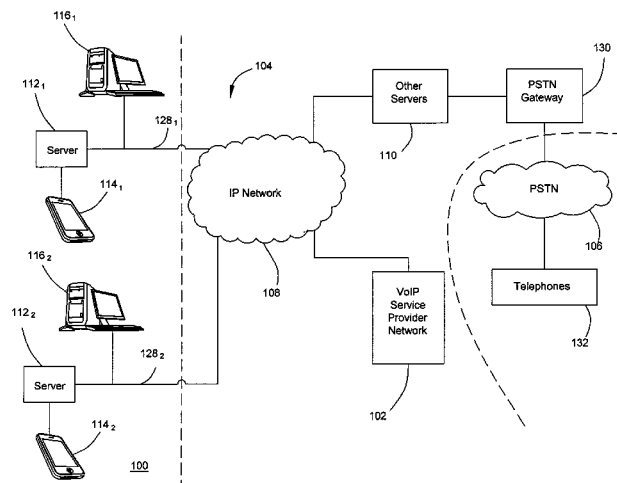 116₁
104
130
Other
Servers
PSTN
Gateway
112₁
128₁
110
Server
IP Network
PSTN
114₁
106
116₂
108
VoIP
Service
Provider
Network
Telephones
112₂
132
128₂
Server
102
114₂
100